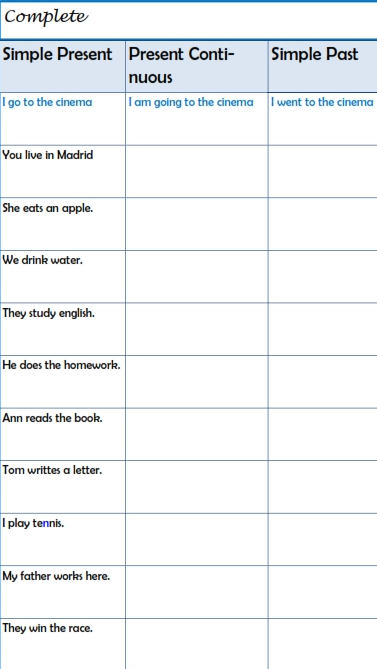 Complete
Simple Present Present Conti- Simple Past
nuous
I go to the cinema I am going to the cinema I went to the cinema
You live in Madrid
She eats an apple.
We drink water.
They study english.
He does the homework.
Ann reads the book.
Tom writtes a letter.
I play tennis.
My father works here.
They win the race.